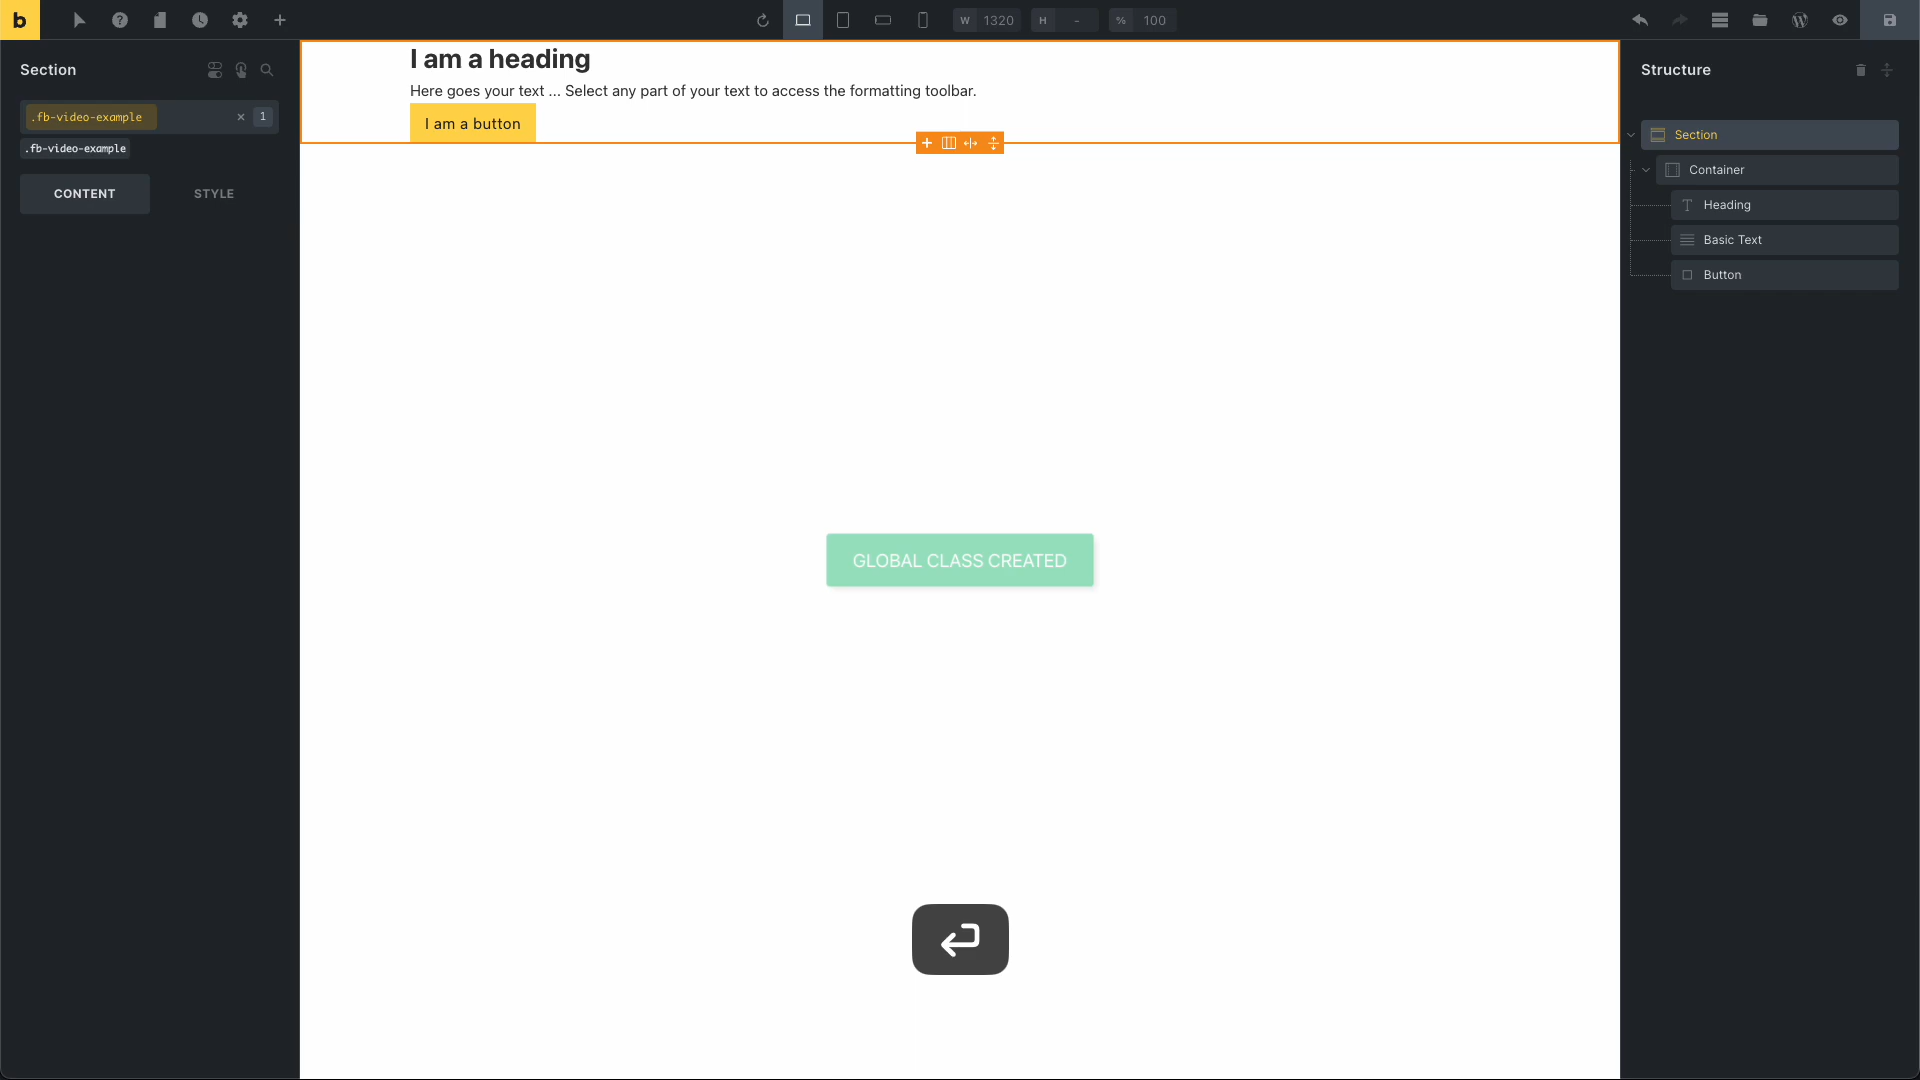 b
W 1320 H - % 100
Section
.fb-video-example 1
.fb-video-example
CONTENT STYLE
I am a heading
Here goes your text ... Select any part of your text to access the formatting toolbar.
I am a button
GLOBAL CLASS CREATED
Structure
Section
Container
Heading
Basic Text
Button